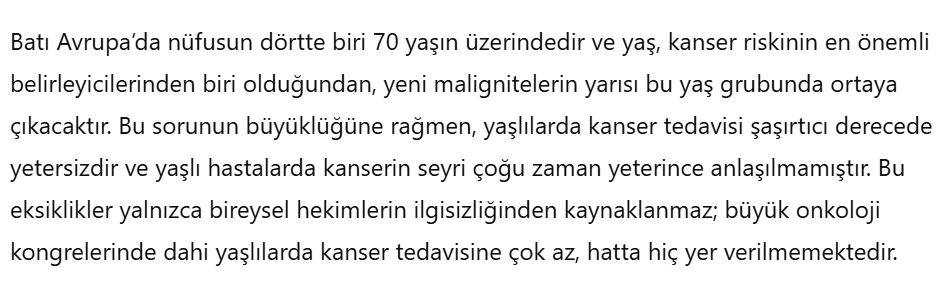 Batı Avrupa‘da nüfusun dörtte biri 70 yaşın üzerindedir ve yaş, kanser riskinin en önemli
belirleyicilerinden biri olduğundan, yeni malignitelerin yarısı bu yaş grubunda ortaya
çıkacaktır. Bu sorunun büyüklüğüne rağmen, yaşlılarda kanser tedavisi şaşırtıcı derecede
yetersizdir ve yaşlı hastalarda kanserin seyri çoğu zaman yeterince anlaşılmamıştır. Bu
eksiklikler yalnızca bireysel hekimlerin ilgisizliğinden kaynaklanmaz; büyük onkoloji
kongrelerinde dahi yaşlılarda kanser tedavisine çok az, hatta hiç yer verilmemektedir.